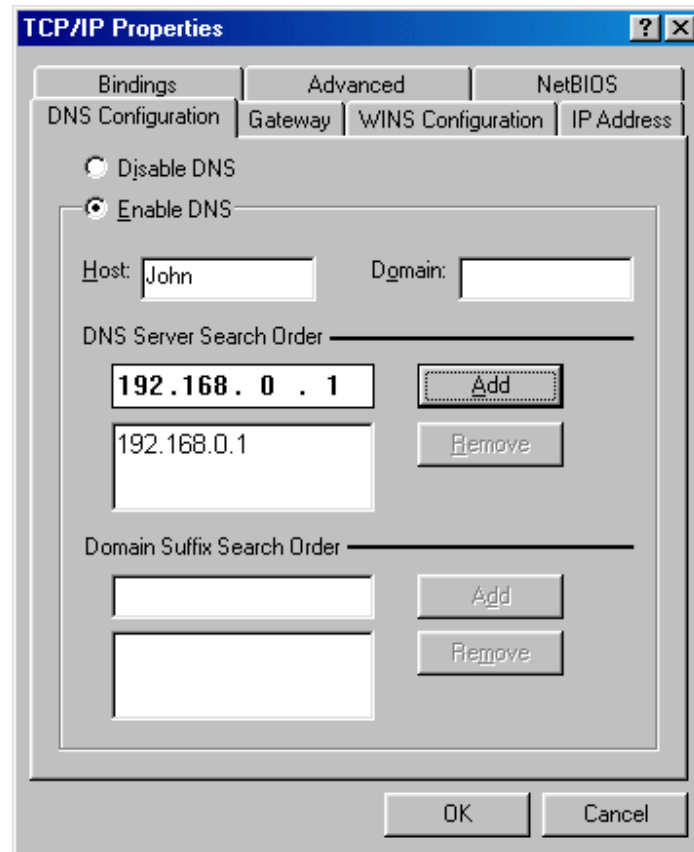 TCP/IP Properties ? X
Bindings Advanced NetBIOS
DNS Configuration Gateway WINS Configuration IP Address
Disable DNS
Enable DNS
Host: John Domain:
DNS Server Search Order
192.168. 0 . 1 Add
192.168.0.1 Remove
Domain Suffix Search Order
Add
Remove
OK Cancel